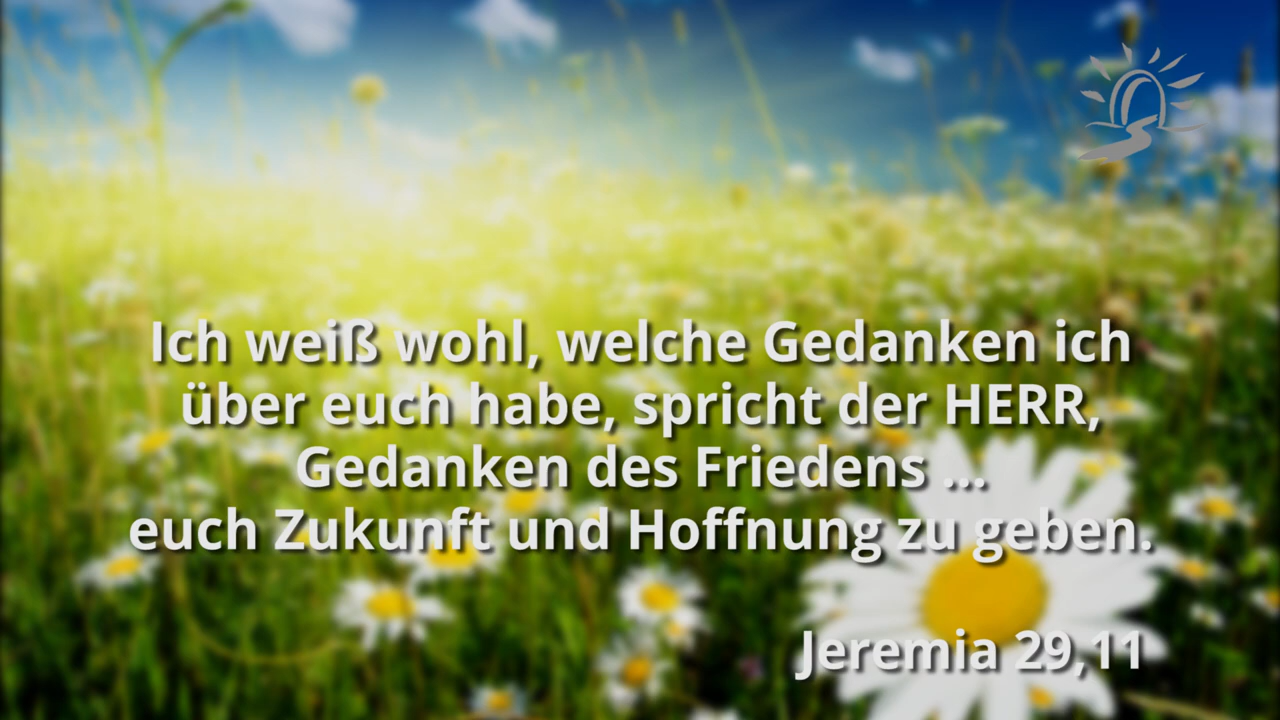 Ich weiß wohl, welche Gedanken ich
über euch habe, spricht der HERR,
Gedanken des Friedens ...
euch Zukunft und Hoffnung zu geben.
Jeremia 29,11